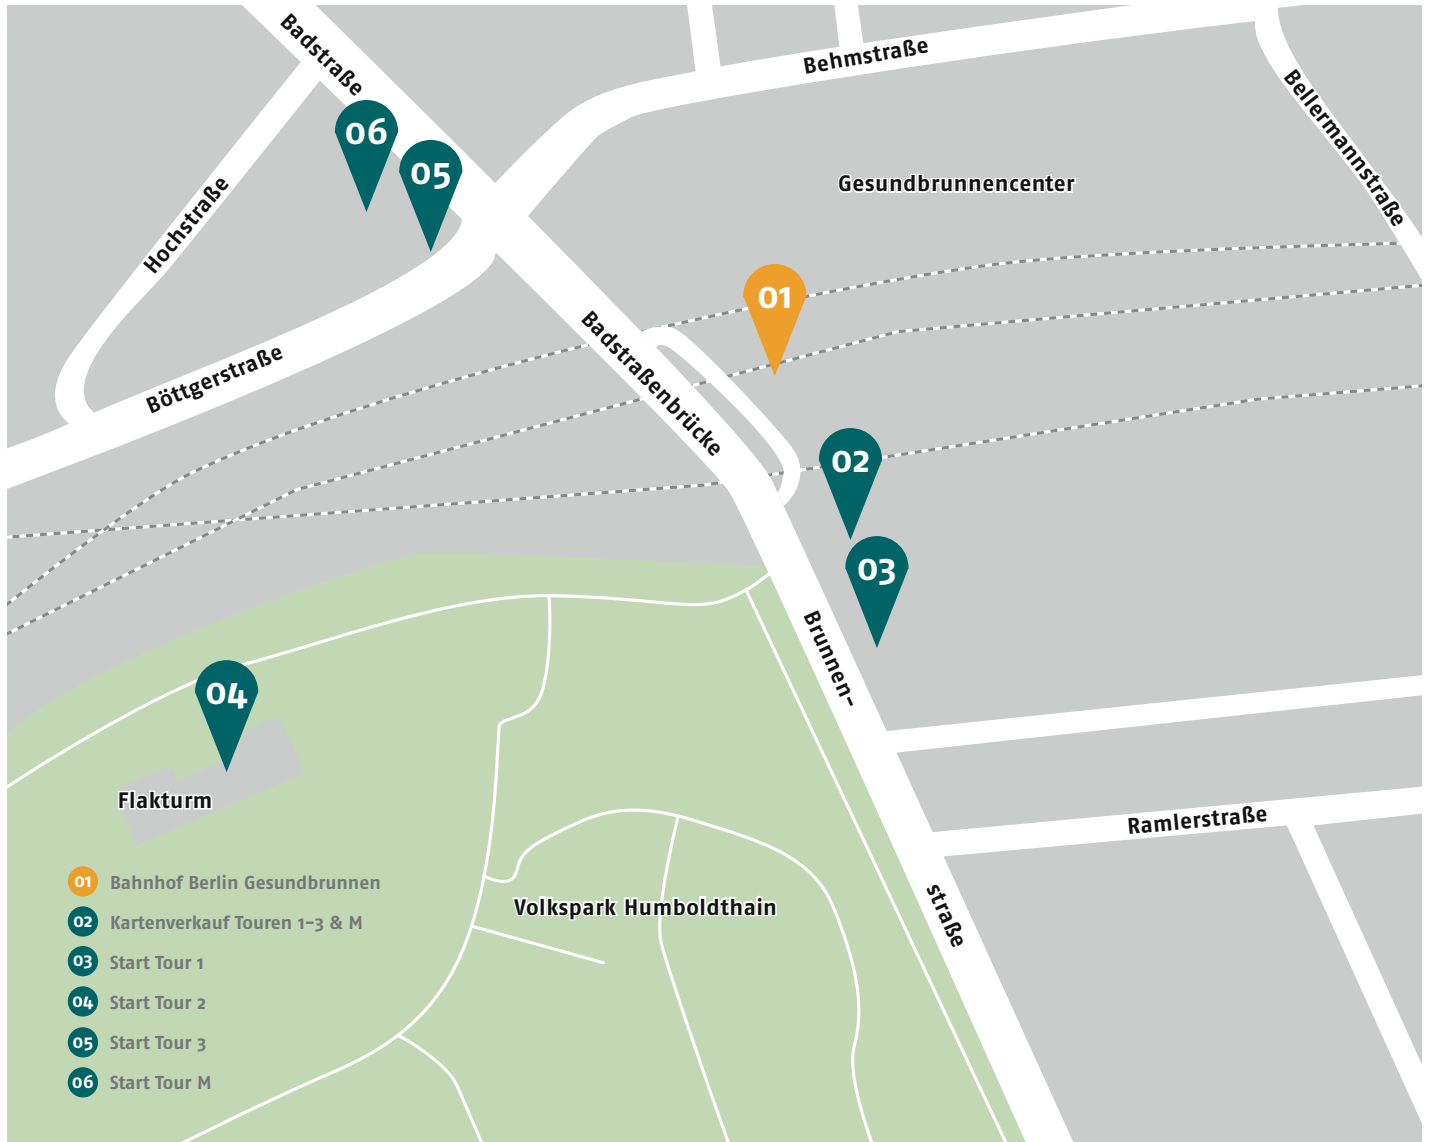 Badstraße
Behmstraße
Bellermannstraße
06
05
Gesundbrunnencenter
Hochstraße
01
Böttgerstraße
Badstraßenbrücke
02
03
Brunnen-
straße
04
Flakturm
Ramlerstraße
Volkspark Humboldthain
01 Bahnhof Berlin Gesundbrunnen
02 Kartenverkauf Touren 1-3 & M
03 Start Tour 1
04 Start Tour 2
05 Start Tour 3
06 Start Tour M